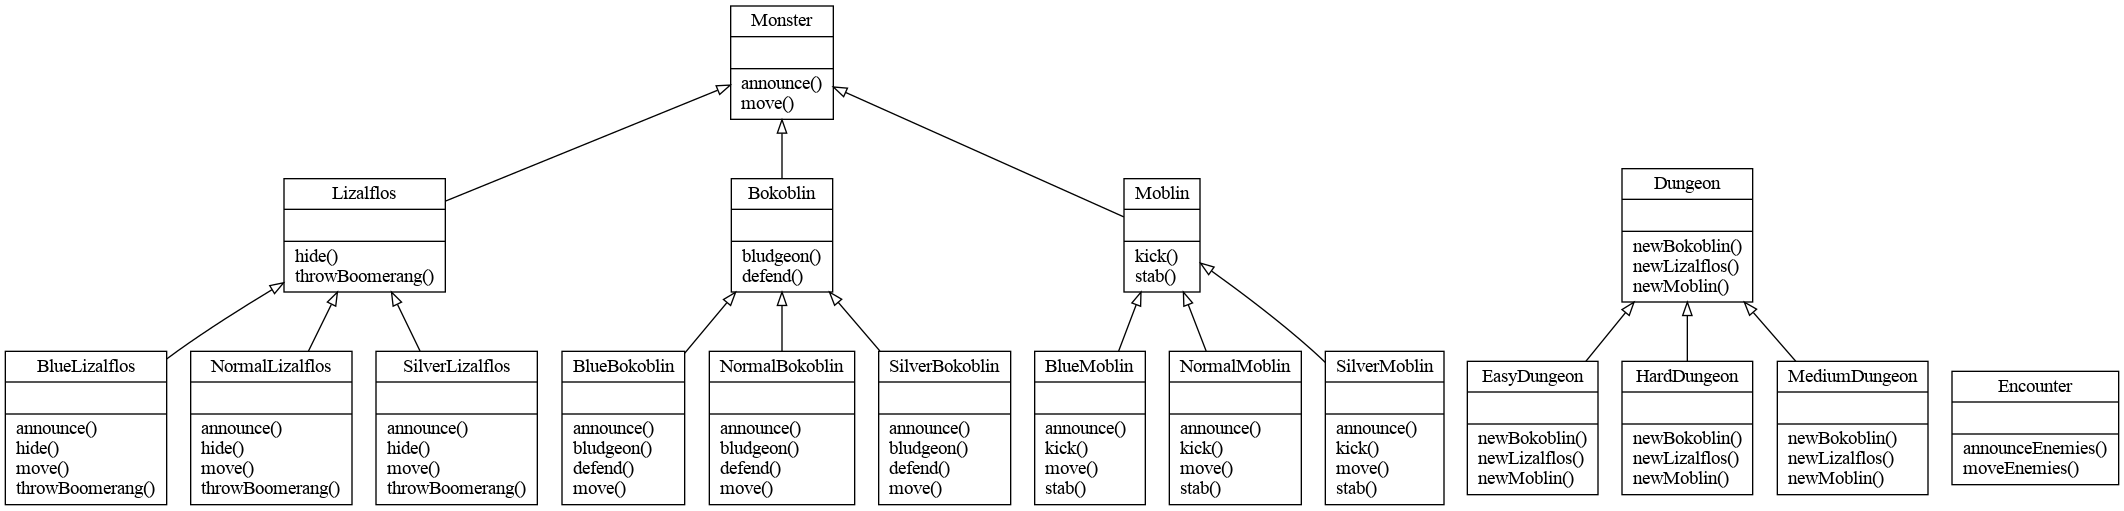 Monster
announce()
move()
Lizalflos
hide()
throwBoomerang()
Bokoblin
bludgeon()
defend()
Moblin
kick()
stab()
Dungeon
newBokoblin()
newLizalflos()
newMoblin()
BlueLizalflos
announce()
hide()
move()
throwBoomerang()
NormalLizalflos
announce()
hide()
move()
throwBoomerang()
SilverLizalflos
announce()
hide()
move()
throwBoomerang()
BlueBokoblin
announce()
bludgeon()
defend()
move()
NormalBokoblin
announce()
bludgeon()
defend()
move()
SilverBokoblin
announce()
bludgeon()
defend()
move()
BlueMoblin
announce()
kick()
move()
stab()
NormalMoblin
announce()
kick()
move()
stab()
SilverMoblin
announce()
kick()
move()
stab()
EasyDungeon
newBokoblin()
newLizalflos()
newMoblin()
HardDungeon
newBokoblin()
newLizalflos()
newMoblin()
MediumDungeon
newBokoblin()
newLizalflos()
newMoblin()
Encounter
announceEnemies()
moveEnemies()